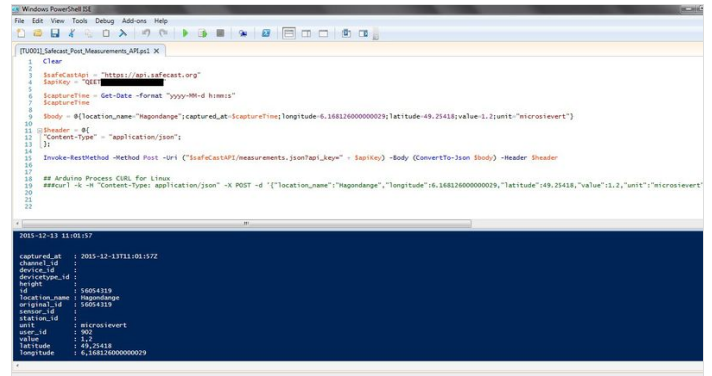 Windows PowerShell ISE
File Edit View Tools Debug Add-ons Help
[TU001]_Safecast_Post_Measurements_API.ps1 X
1 Clear
2
3 $safeCastApi = "https://api.safecast.org"
4 $apiKey = "QEET
5
6 $captureTime = Get-Date -format "yyyy-MM-d h:mm:s"
7 $captureTime
8
9 $body = @{location_name="Hagondange";captured_at=$captureTime;longitude=6.168126000000029;latitude=49.25418;value=1.2;unit="microsievert"}
10
11 $header = @{
12 "Content-Type" = "application/json";
13 };
14
15 Invoke-RestMethod -Method Post -Uri ("$safeCastAPI/measurements.json?api_key=" + $apiKey) -Body (ConvertTo-Json $body) -Header $header
16
17
18 ## Arduino Process CURL for Linux
19 ###curl -k -H "Content-Type: application/json" -X POST -d '{"location_name":"Hagondange","longitude":6.168126000000029,"latitude":49.25418,"value":1.2,"unit":"microsievert"
20
21
22
2015-12-13 11:01:57
captured_at : 2015-12-13T11:01:57Z
channel_id :
device_id :
devicetype_id :
height :
id : 56054319
location_name : Hagondange
original_id : 56054319
sensor_id :
station_id :
unit : microsievert
user_id : 902
value : 1,2
latitude : 49,25418
longitude : 6,168126000000029